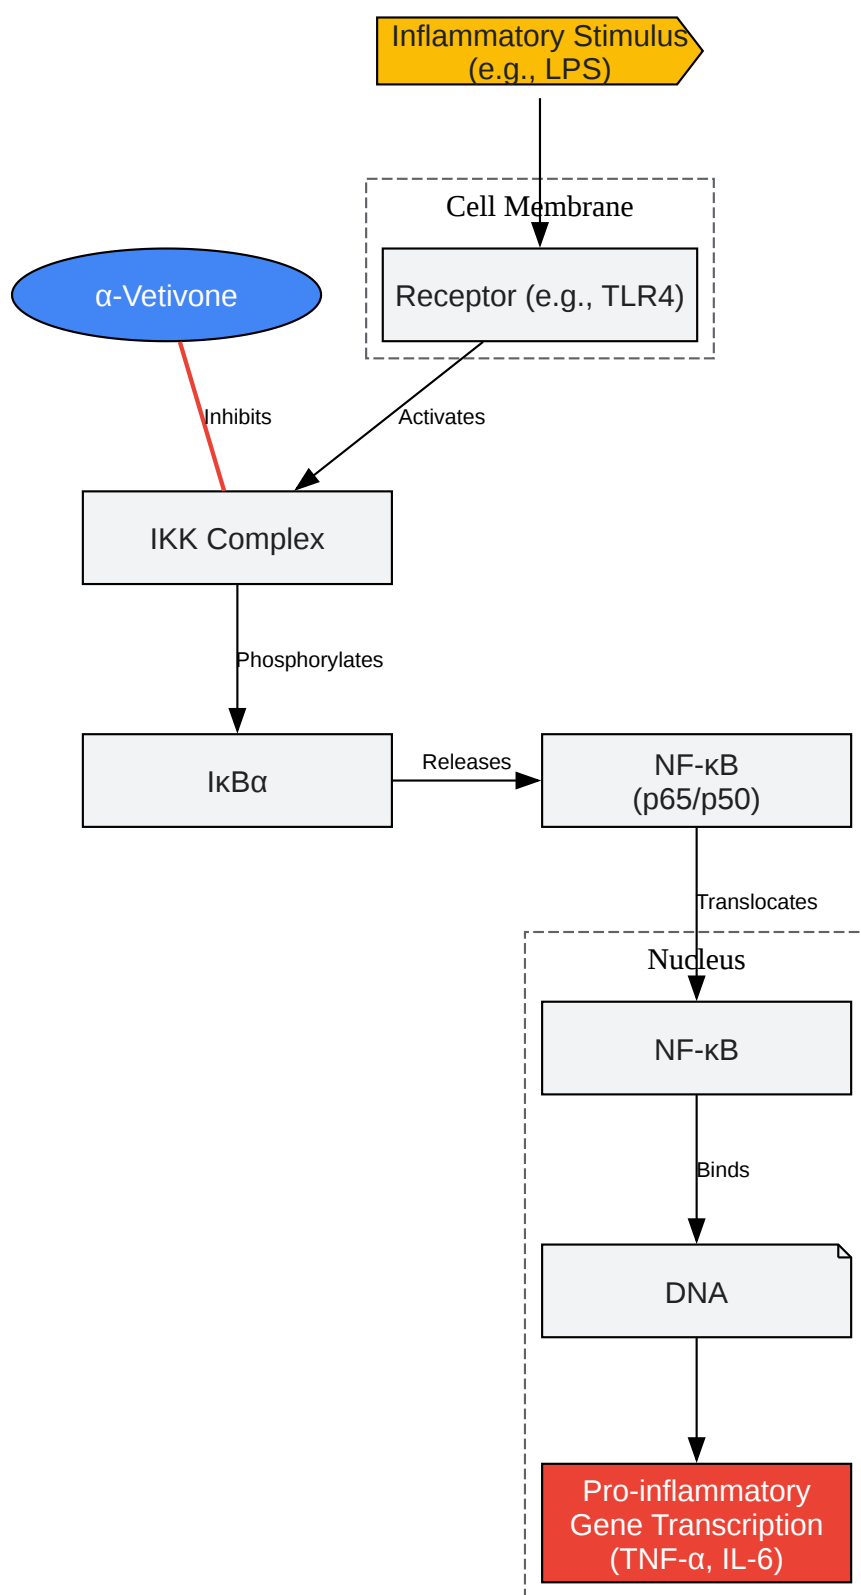 Inflammatory Stimulus
(e.g., LPS)
Cell Membrane
α-Vetivone
Receptor (e.g., TLR4)
Inhibits
Activates
IKK Complex
Phosphorylates
IκBα
Releases
NF-κB
(p65/p50)
Translocates
Nucleus
NF-κB
Binds
DNA
Pro-inflammatory
Gene Transcription
(TNF-α, IL-6)